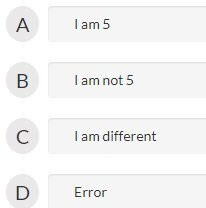 A I am 5
B I am not 5
C I am different
D Error